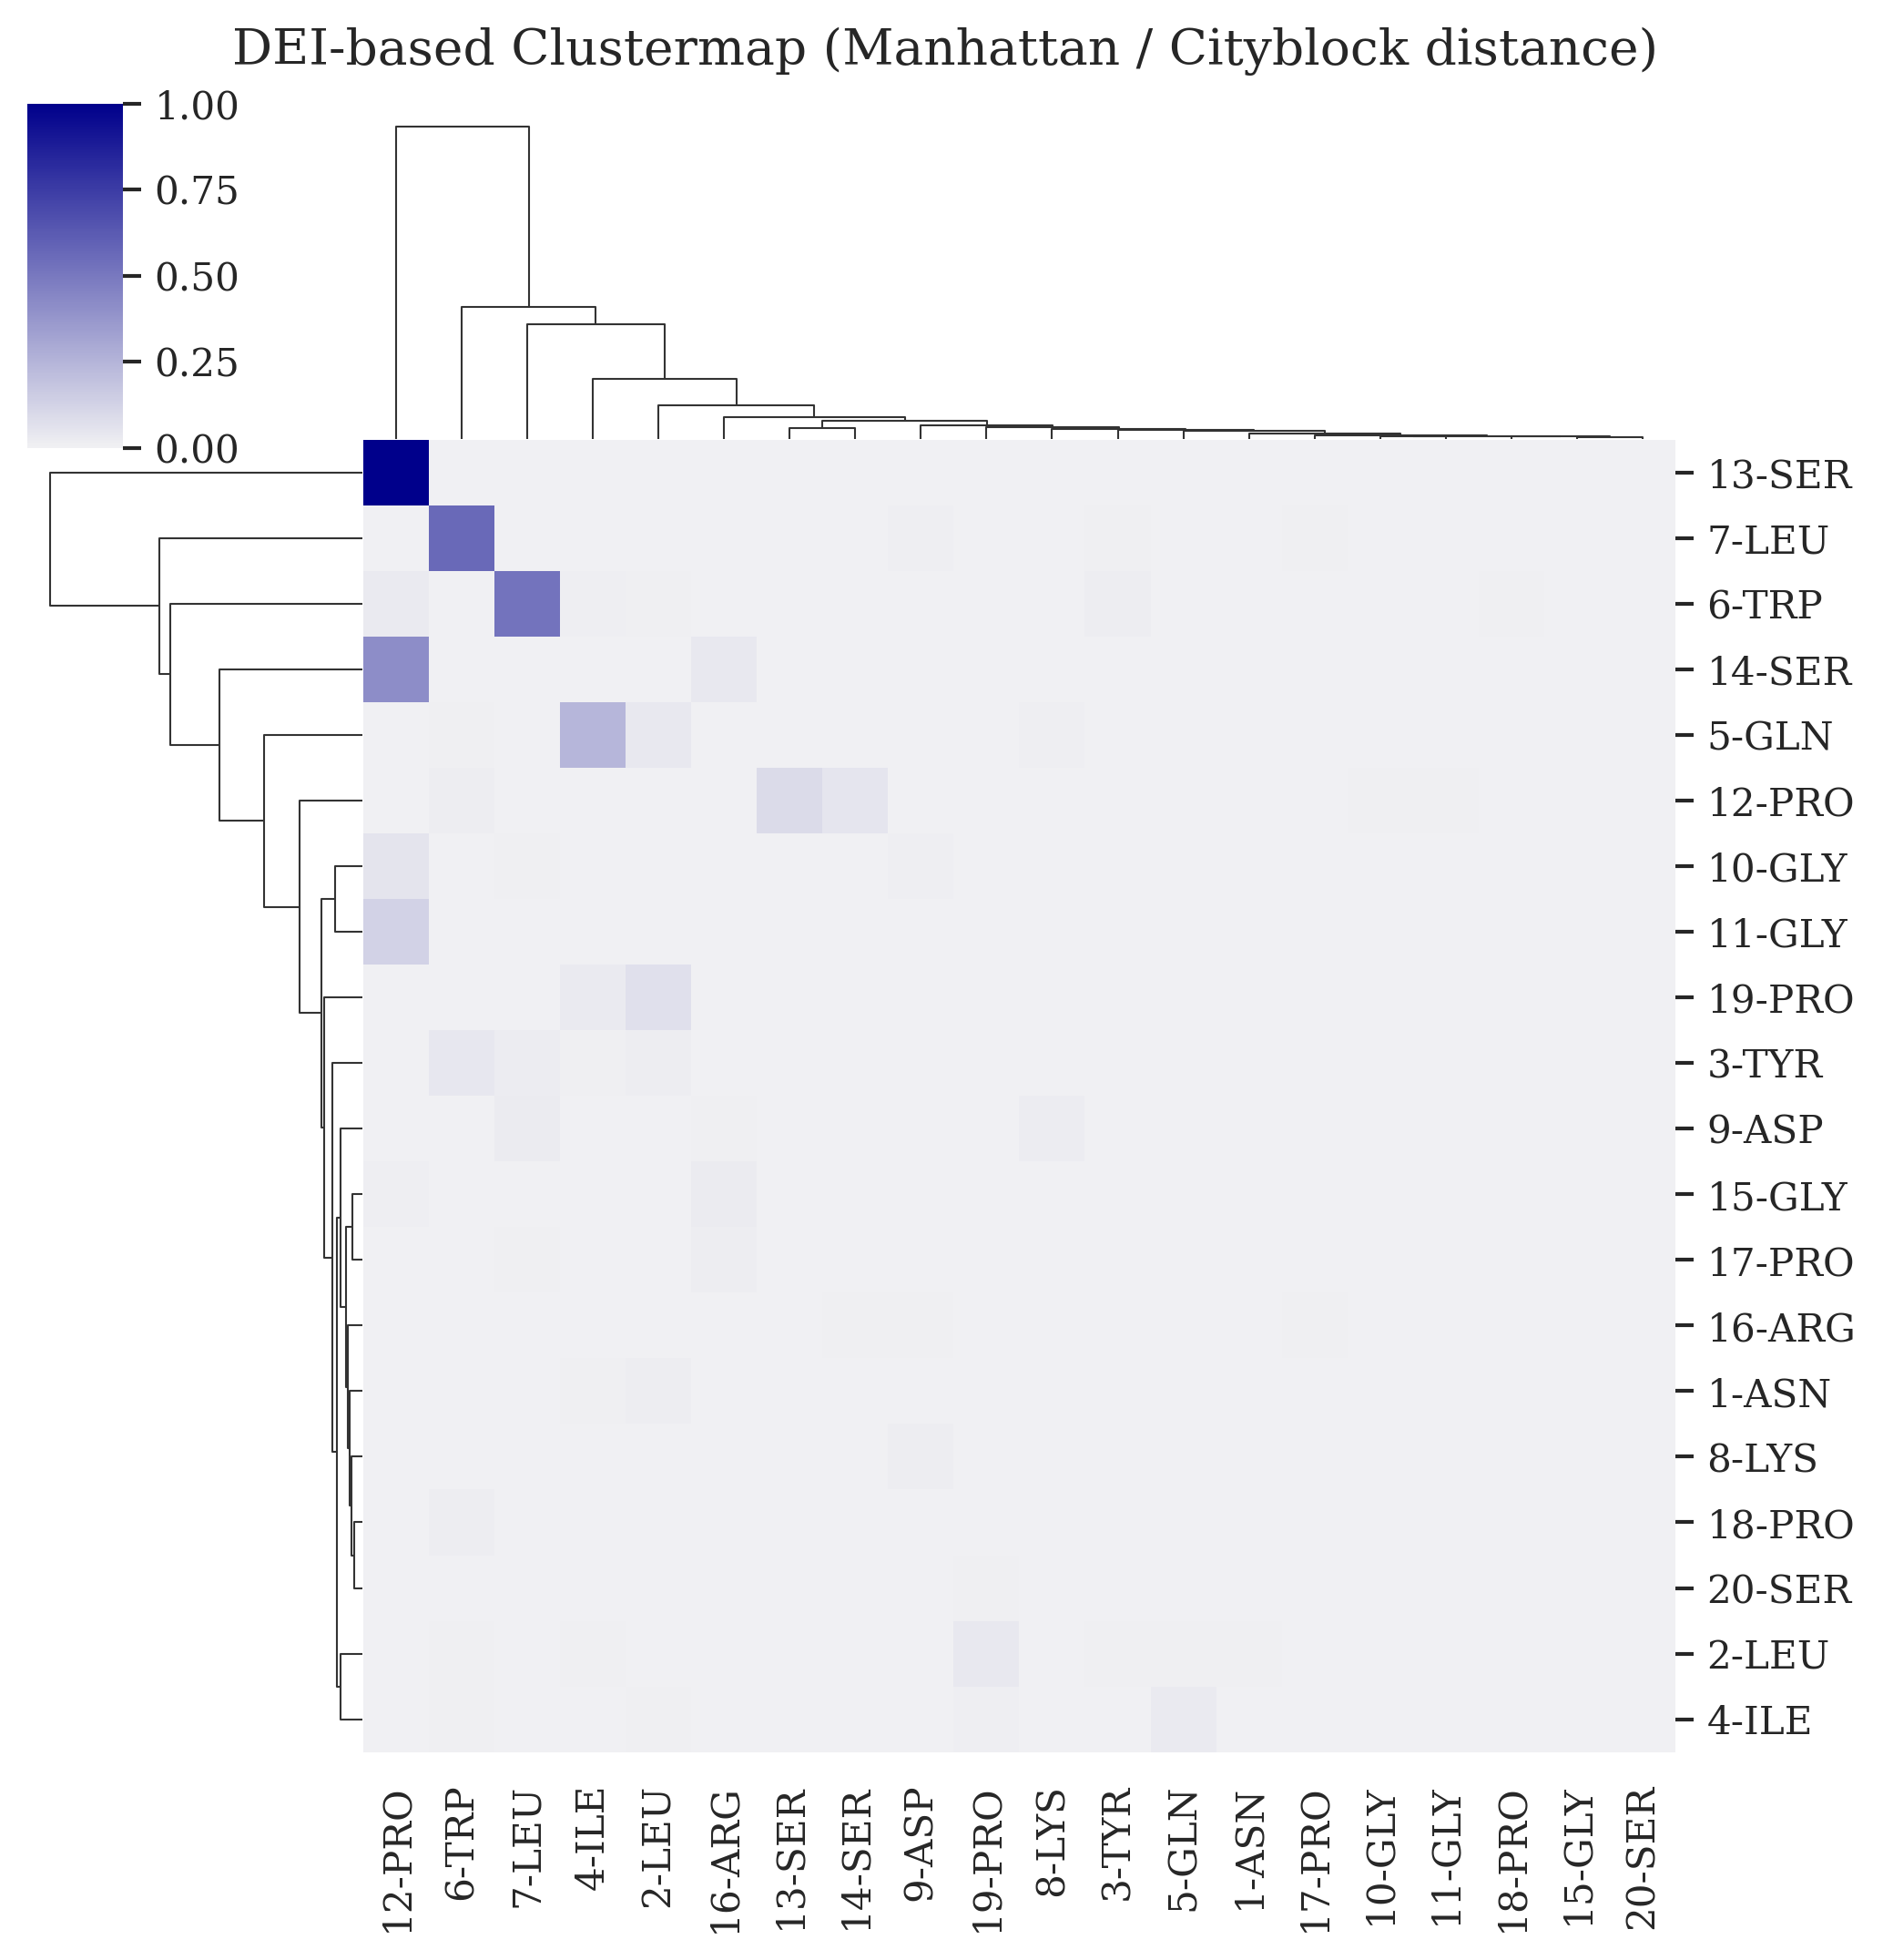 DEI-based Clustermap (Manhattan / Cityblock distance)
1.00
0.75
0.50
0.25
0.00
13-SER
7-LEU
6-TRP
14-SER
5-GLN
12-PRO
10-GLY
11-GLY
19-PRO
3-TYR
9-ASP
15-GLY
17-PRO
16-ARG
1-ASN
8-LYS
18-PRO
20-SER
2-LEU
4-ILE
12-PRO
6-TRP
7-LEU
4-ILE
2-LEU
16-ARG
13-SER
14-SER
9-ASP
19-PRO
8-LYS
3-TYR
5-GLN
1-ASN
17-PRO
10-GLY
11-GLY
18-PRO
15-GLY
20-SER